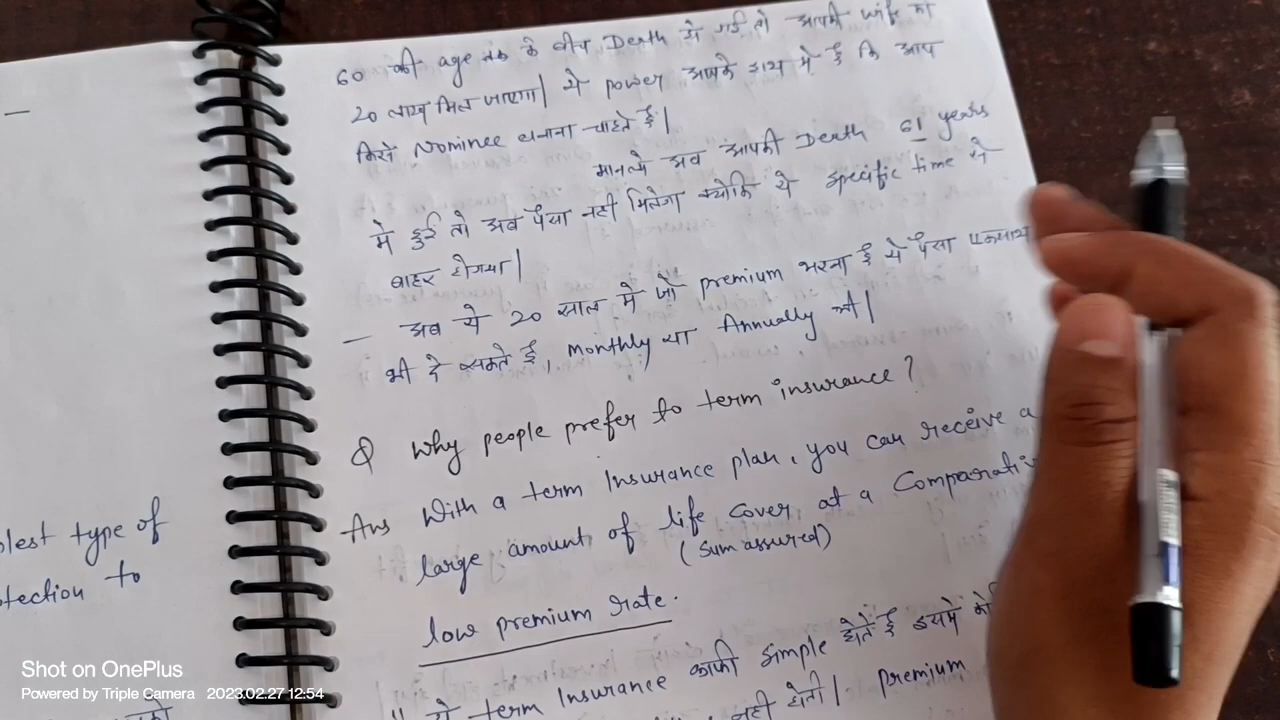 60 की age तक के बीच Death हो गई तो आपकी wife को
20 लाख मिल जाएगा| ये power आपके हाथ मे है कि आप
किसे Nominee बनाना चाहते है|
मानलो अब आपकी Death 61 years
मे हुई तो अब पैसा नही मिलेगा क्योकि ये specific time से
बाहर होगया|
— अब ये 20 साल मे जो premium भरना है ये पैसा एकसाथ
भी दे सकते है, monthly या Annually भी|
Q Why people prefer to term insurance?
Ans With a term Insurance plan, you can receive a
large amount of life cover at a Comparativ
(Sum assured)
low premium rate.
ये term Insurance काफी simple होते है इसमे को
नही होती| premium
plest type of
otection to
Shot on OnePlus
Powered by Triple Camera 2023.02.27 12:54